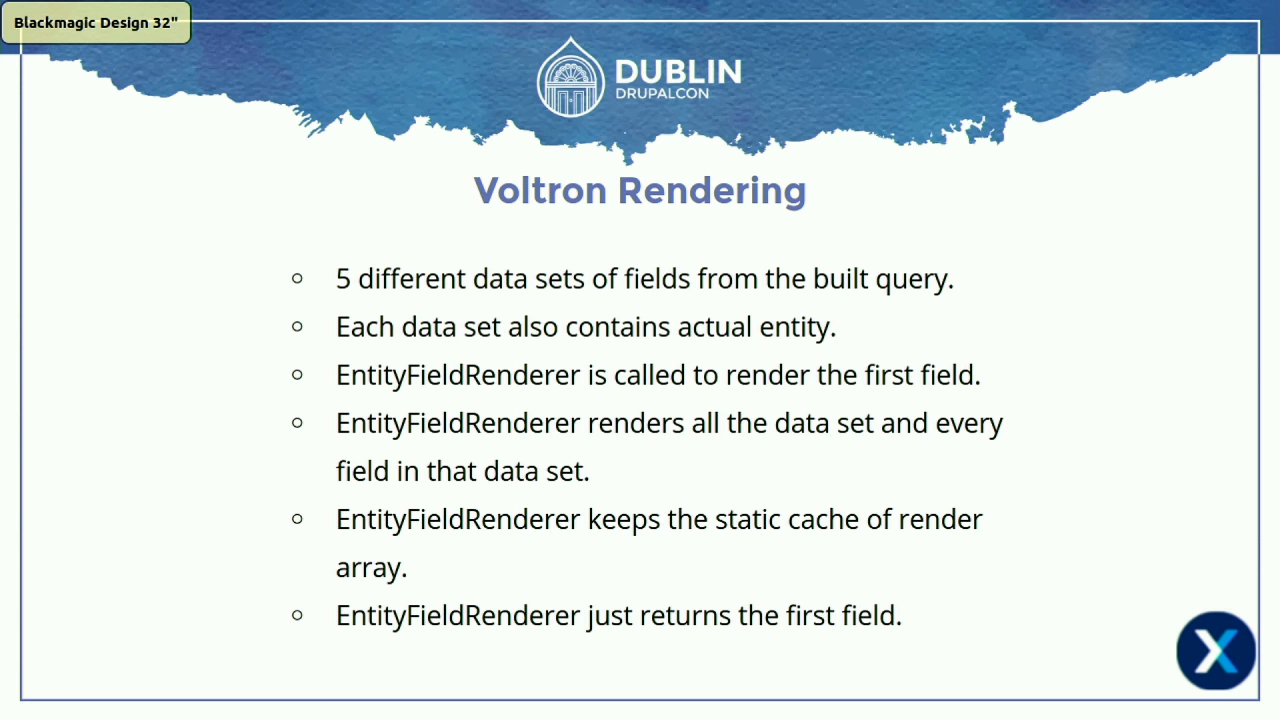 Blackmagic Design 32"
DUBLIN
DRUPALCON
Voltron Rendering
5 different data sets of fields from the built query.
Each data set also contains actual entity.
EntityFieldRenderer is called to render the first field.
EntityFieldRenderer renders all the data set and every
field in that data set.
EntityFieldRenderer keeps the static cache of render
array.
EntityFieldRenderer just returns the first field.
X